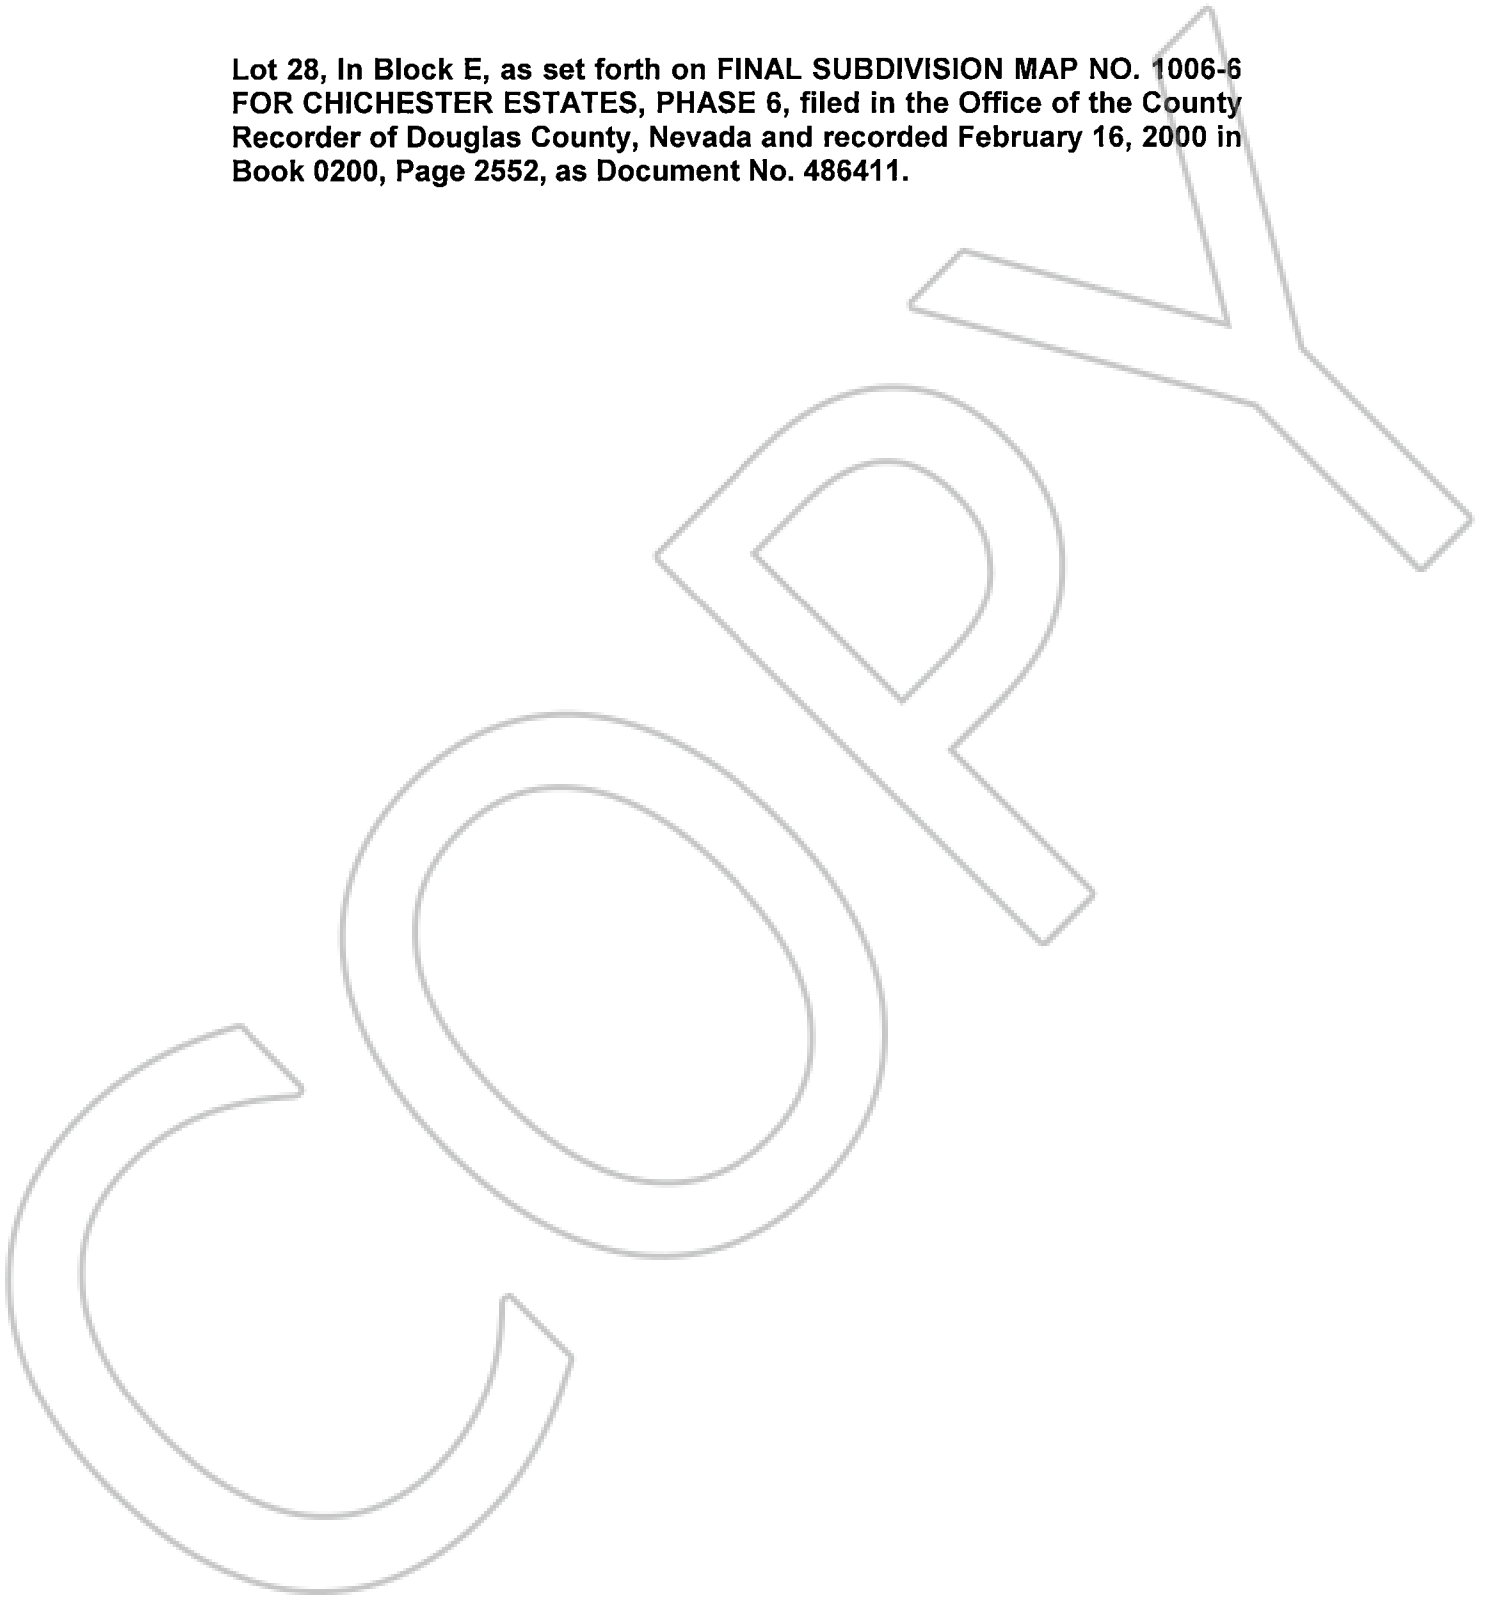 Lot 28, In Block E, as set forth on FINAL SUBDIVISION MAP NO. 1006-6
FOR CHICHESTER ESTATES, PHASE 6, filed in the Office of the County
Recorder of Douglas County, Nevada and recorded February 16, 2000 in
Book 0200, Page 2552, as Document No. 486411.
COPY